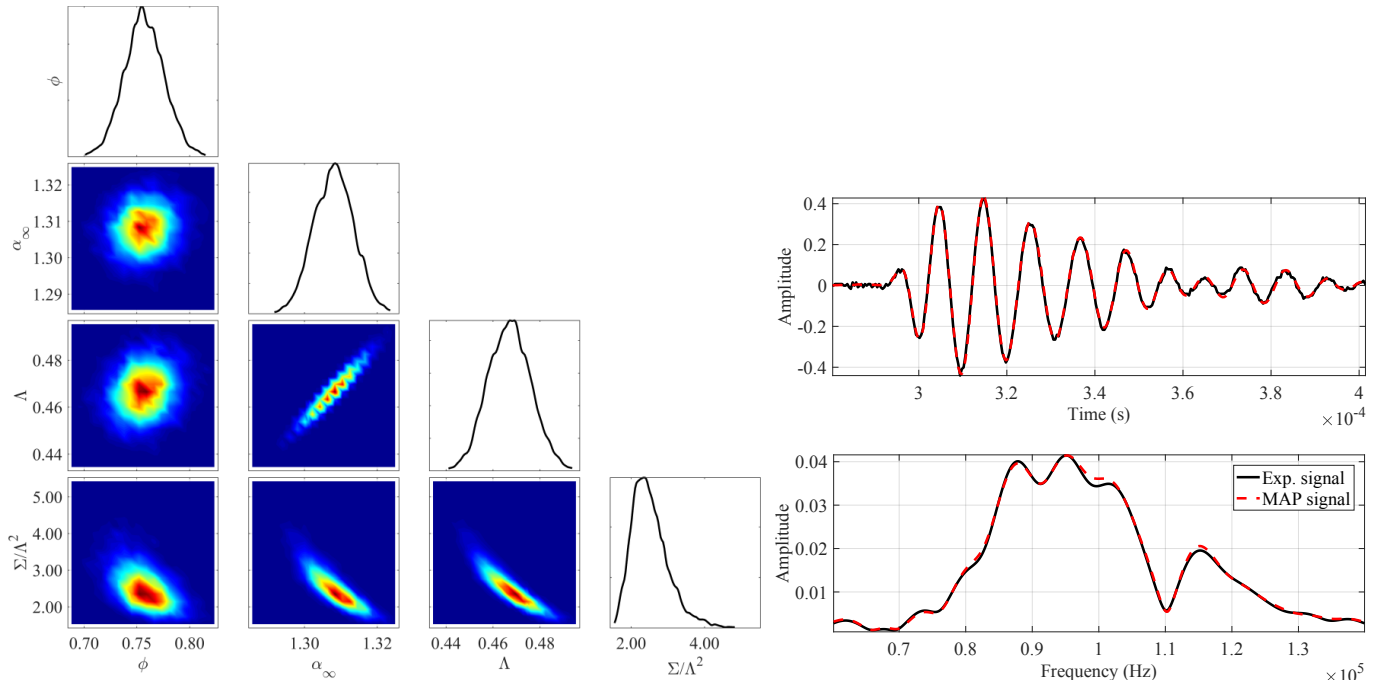 ϕ
1.32
1.31
1.30
1.29
α∞
0.48
0.46
0.44
Λ
5.00
4.00
3.00
2.00
Σ/Λ²
0.70 0.75 0.80
ϕ
1.30 1.32
α∞
0.44 0.46 0.48
Λ
2.00 4.00
Σ/Λ²
0.4
0.2
0
-0.2
-0.4
Amplitude
3 3.2 3.4 3.6 3.8 4
Time (s)
×10⁻⁴
0.04
0.03
0.02
0.01
Amplitude
Exp. signal
MAP signal
0.7 0.8 0.9 1 1.1 1.2 1.3
Frequency (Hz)
×10⁵